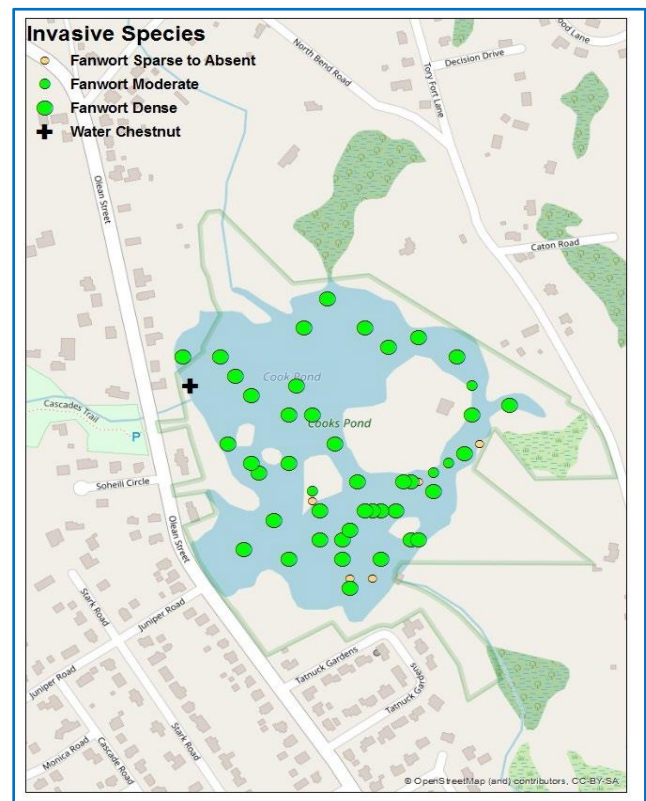 Invasive Species
Fanwort Sparse to Absent
Fanwort Moderate
Fanwort Dense
Water Chestnut
North Bend Road
Decision Drive
Tory Fort Lane
Olean Street
Caton Road
Cook Pond
Cascades Trail
Cooks Pond
P
Soheili Circle
Olean Street
Stark Road
Juniper Road
Juniper Road
Tatnuck Gardens
Tatnuck Gardens
Stark Road
Cascade Road
Monica Road
© OpenStreetMap (and) contributors, CC-BY-SA